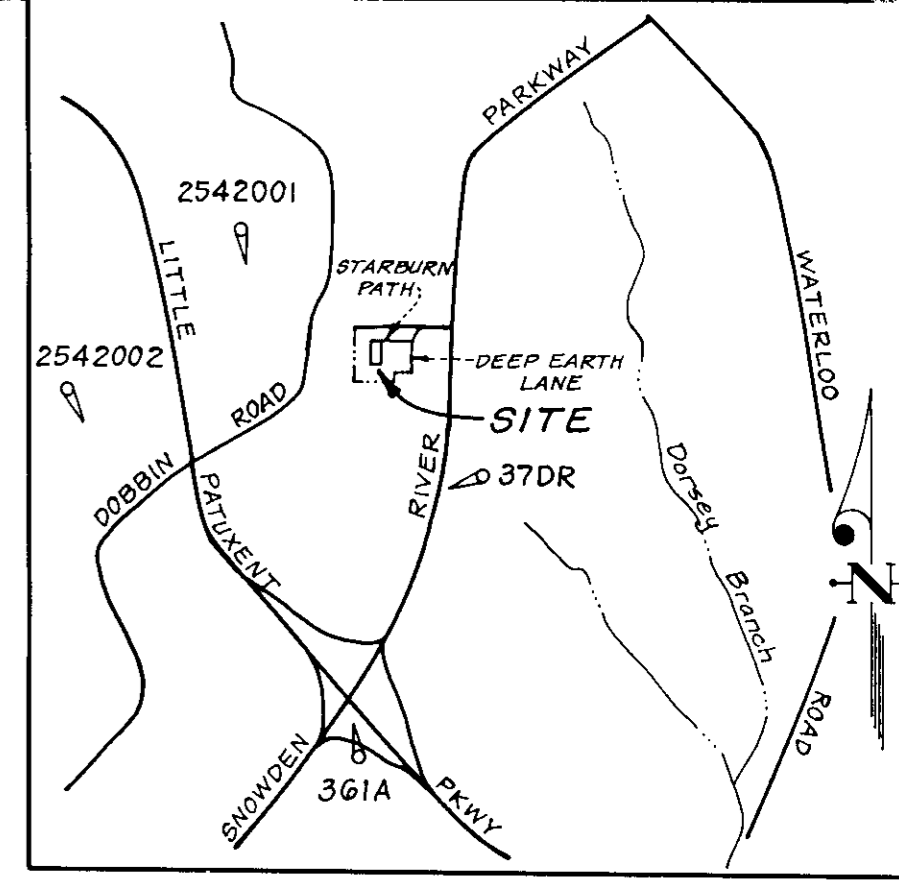 PARKWAY
2542001
LITTLE
STARBURN
PATH
WATERLOO
2542002
DEEP EARTH
LANE
ROAD
SITE
DOBBIN
RIVER
37DR
Dorsey
PATUXENT
N
Branch
ROAD
SNOWDEN
361A
PKWY